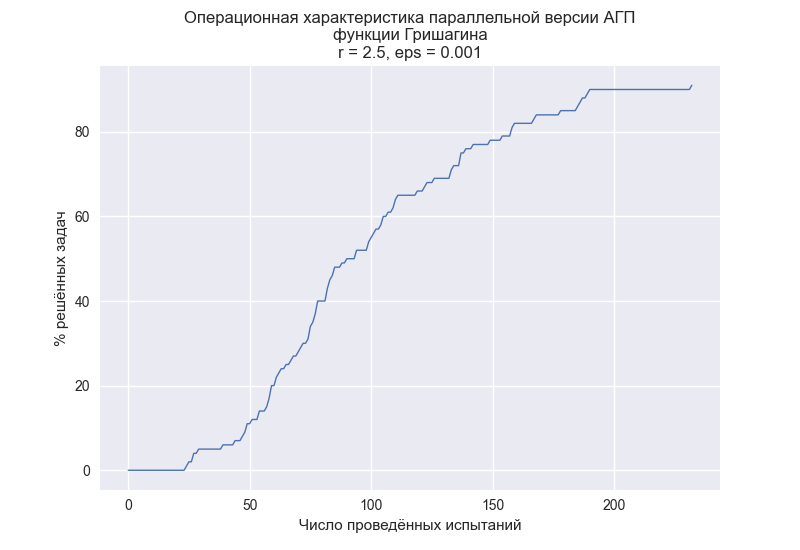 Операционная характеристика параллельной версии АГП
функции Гришагина
r = 2.5, eps = 0.001
80
60
40
20
0
% решённых задач
0 50 100 150 200
Число проведённых испытаний